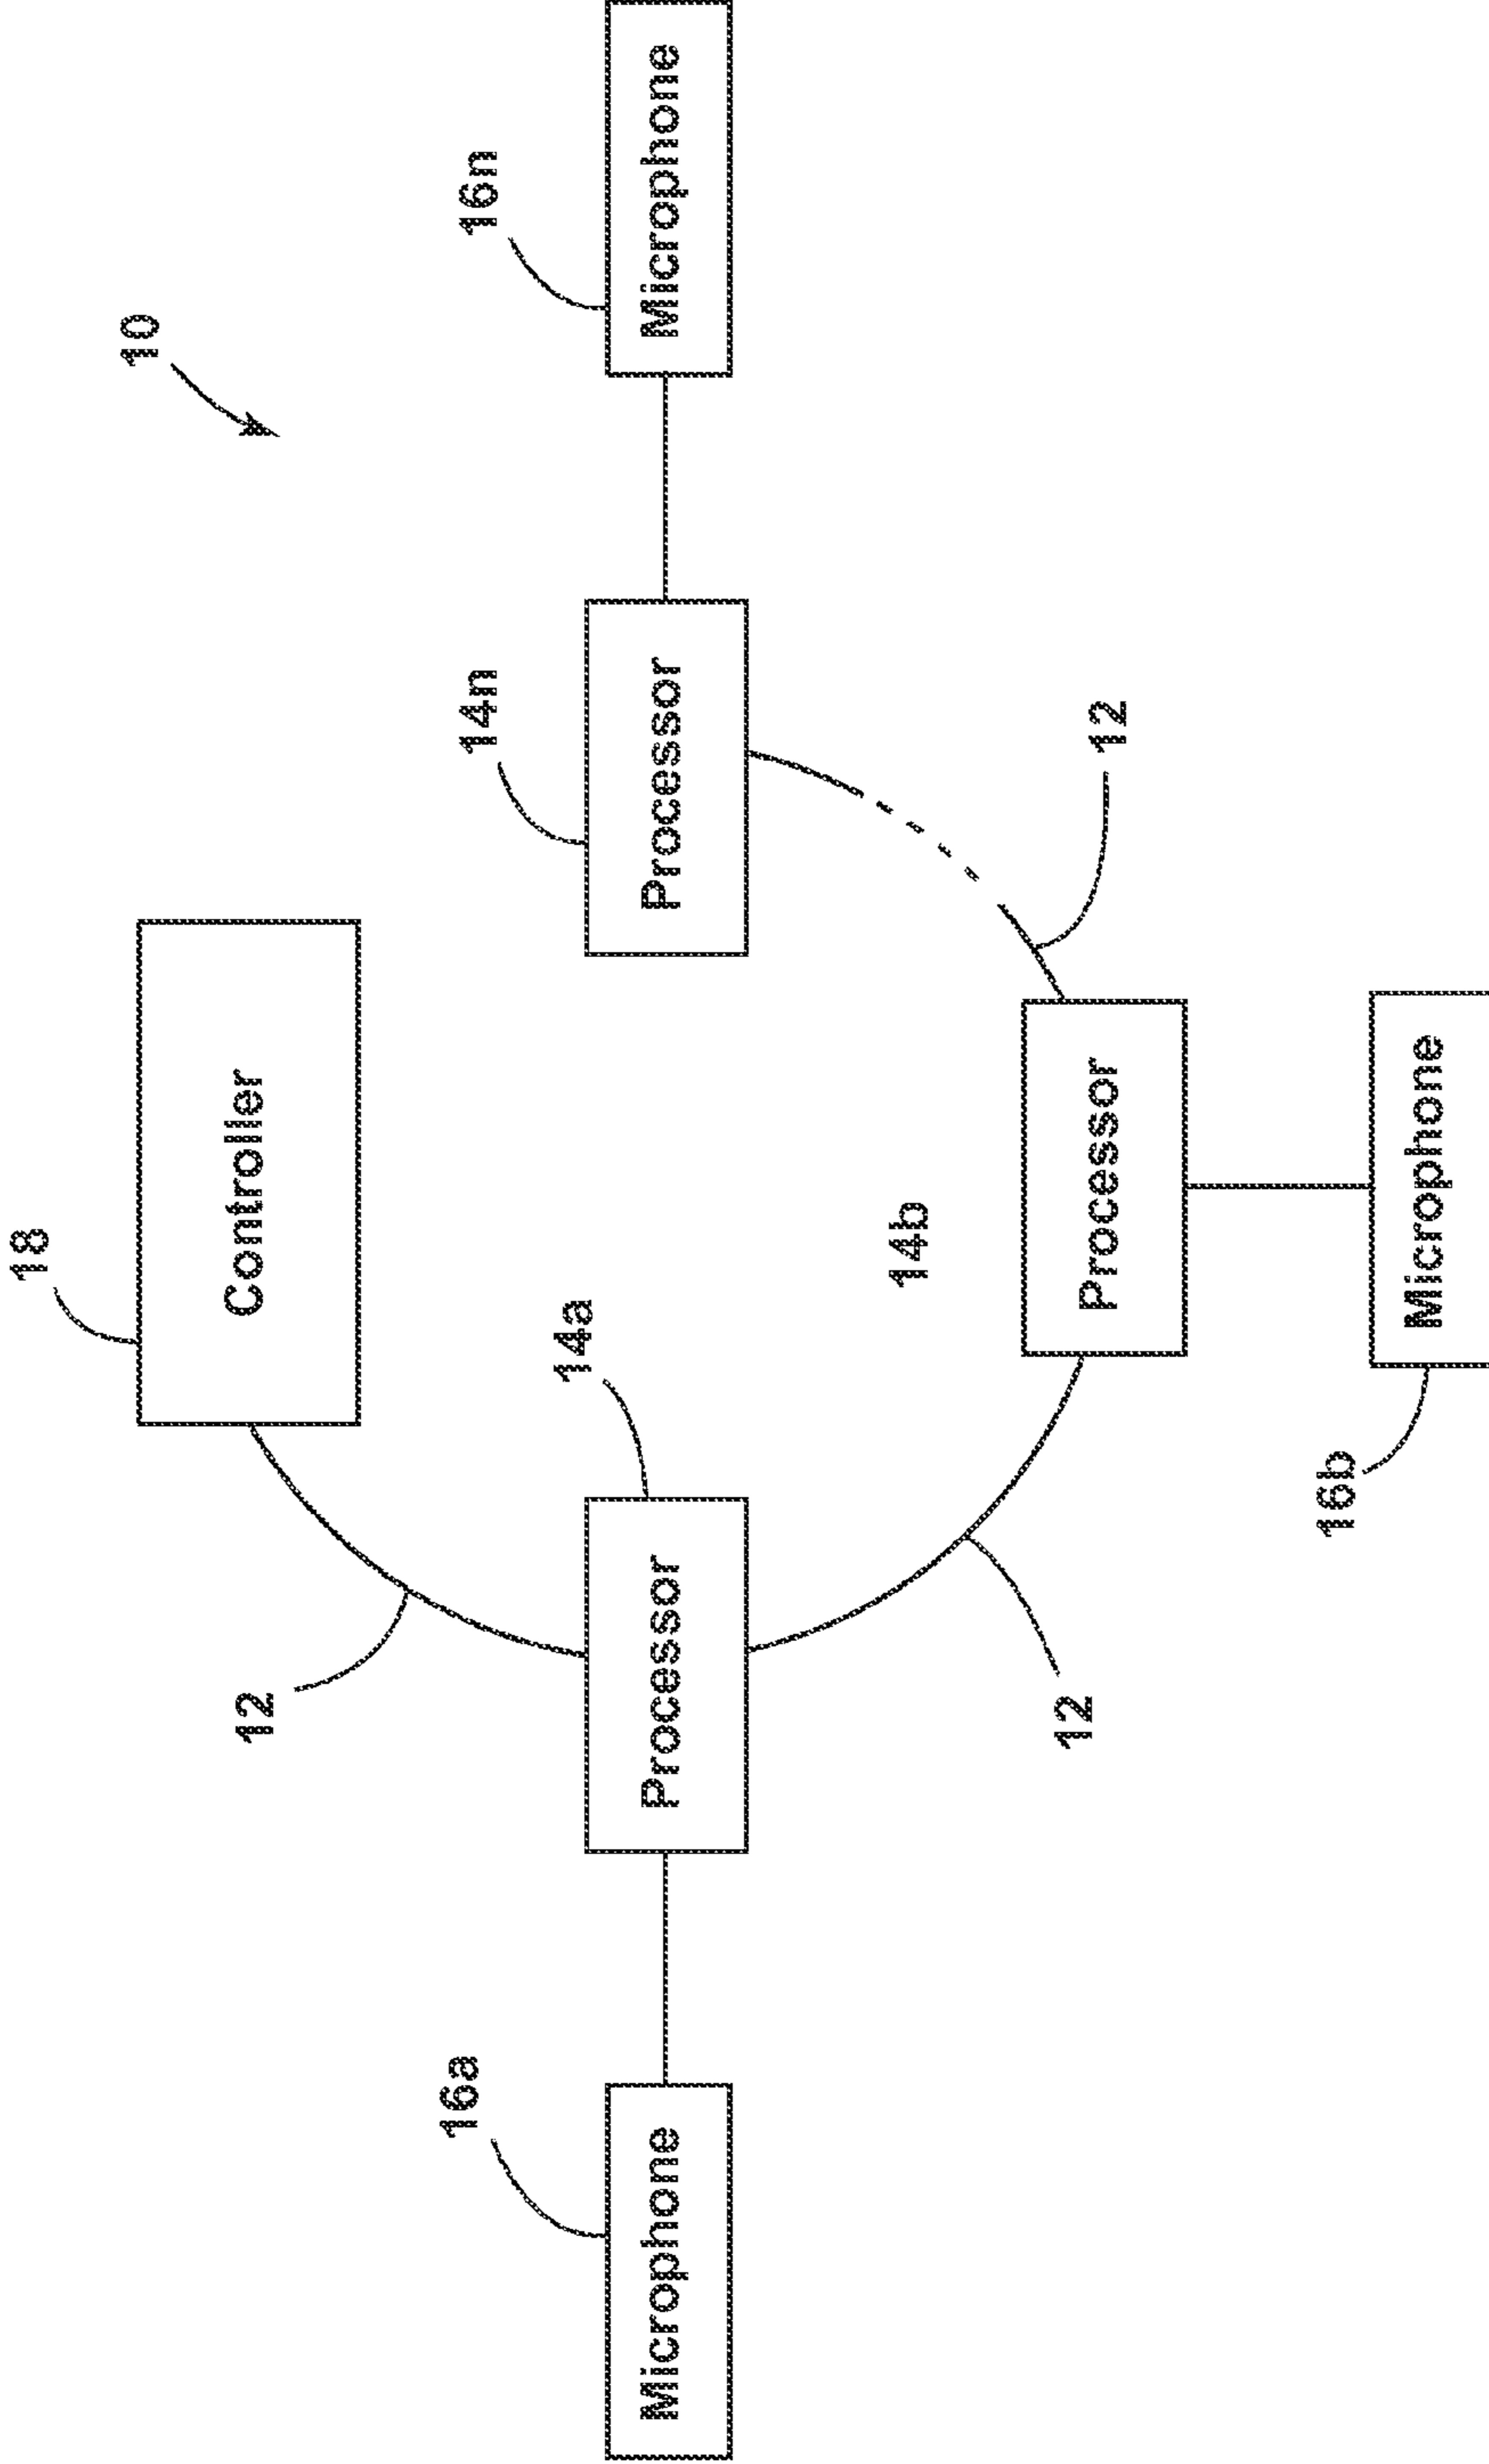 18
10
Controller
12
14a
14n
16a
16n
Microphone
Processor
Processor
Microphone
14b
12
12
Processor
16b
Microphone